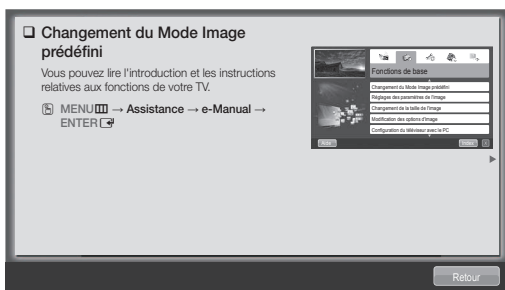 Changement du Mode Image
prédéfini
Vous pouvez lire l'introduction et les instructions
relatives aux fonctions de votre TV.
MENU → Assistance → e-Manual →
ENTER
Fonctions de base
Changement du Mode Image prédéfini
Réglages des paramètres de l'image
Changement de la taille de l'image
Modification des options d'image
Configuration du téléviseur avec le PC
Aide
Index
Retour